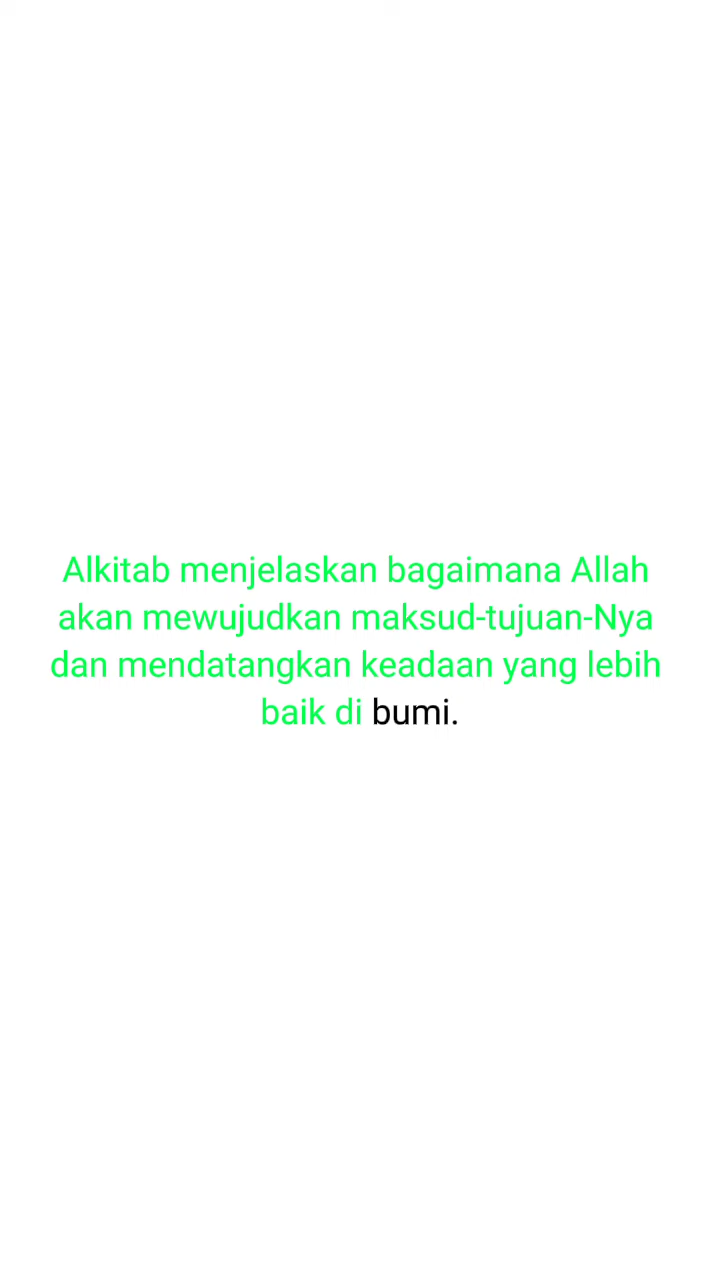 Alkitab menjelaskan bagaimana Allah
akan mewujudkan maksud-tujuan-Nya
dan mendatangkan keadaan yang lebih
baik di bumi.